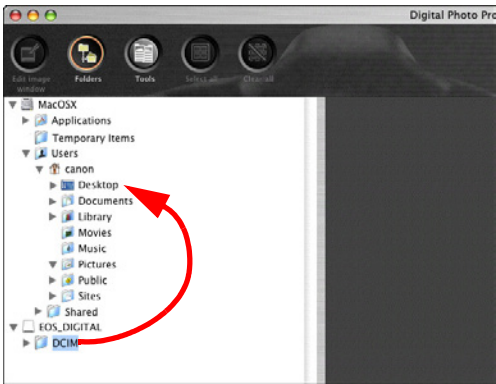 Digital Photo Pro
Edit image
window
Folders
Tools
Select all
Clear all
MacOSX
Applications
Temporary Items
Users
canon
Desktop
Documents
Library
Movies
Music
Pictures
Public
Sites
Shared
EOS_DIGITAL
DCIM